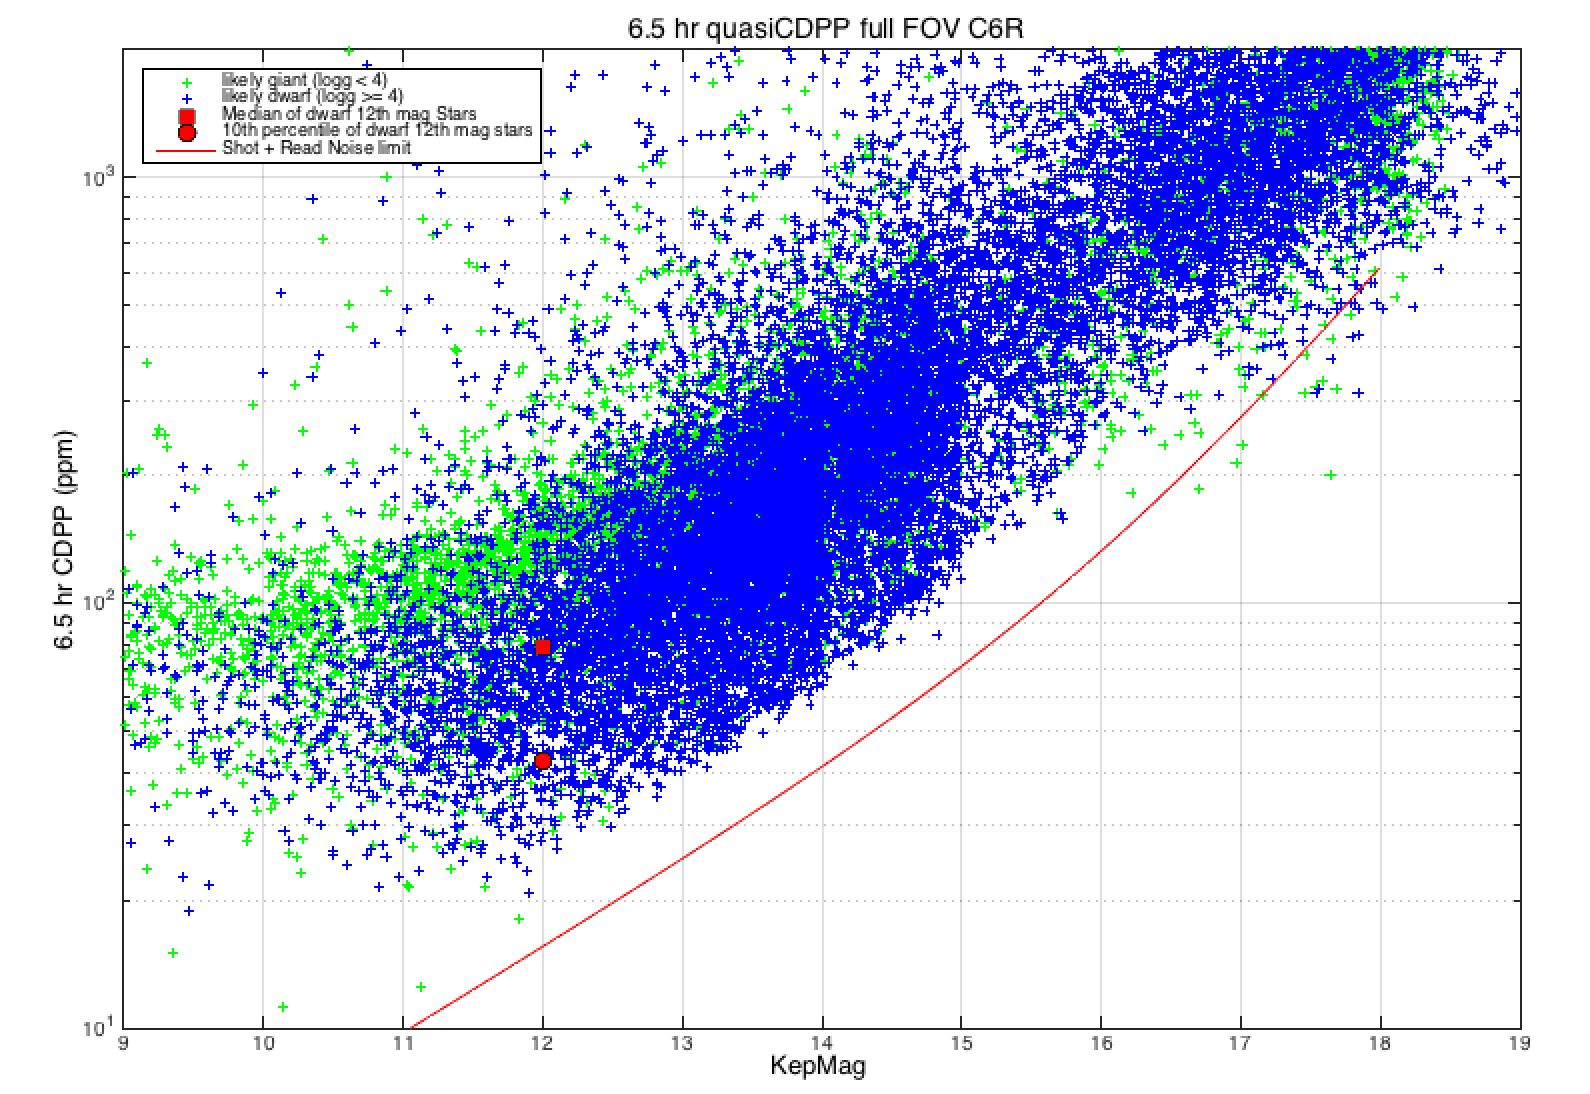 6.5 hr quasiCDPP full FOV C6R
likely giant (logg < 4)
likely dwarf (logg >= 4)
Median of dwarf 12th mag Stars
10th percentile of dwarf 12th mag stars
Shot + Read Noise limit
10³
10²
10¹
6.5 hr CDPP (ppm)
9 10 11 12 13 14 15 16 17 18 19
KepMag